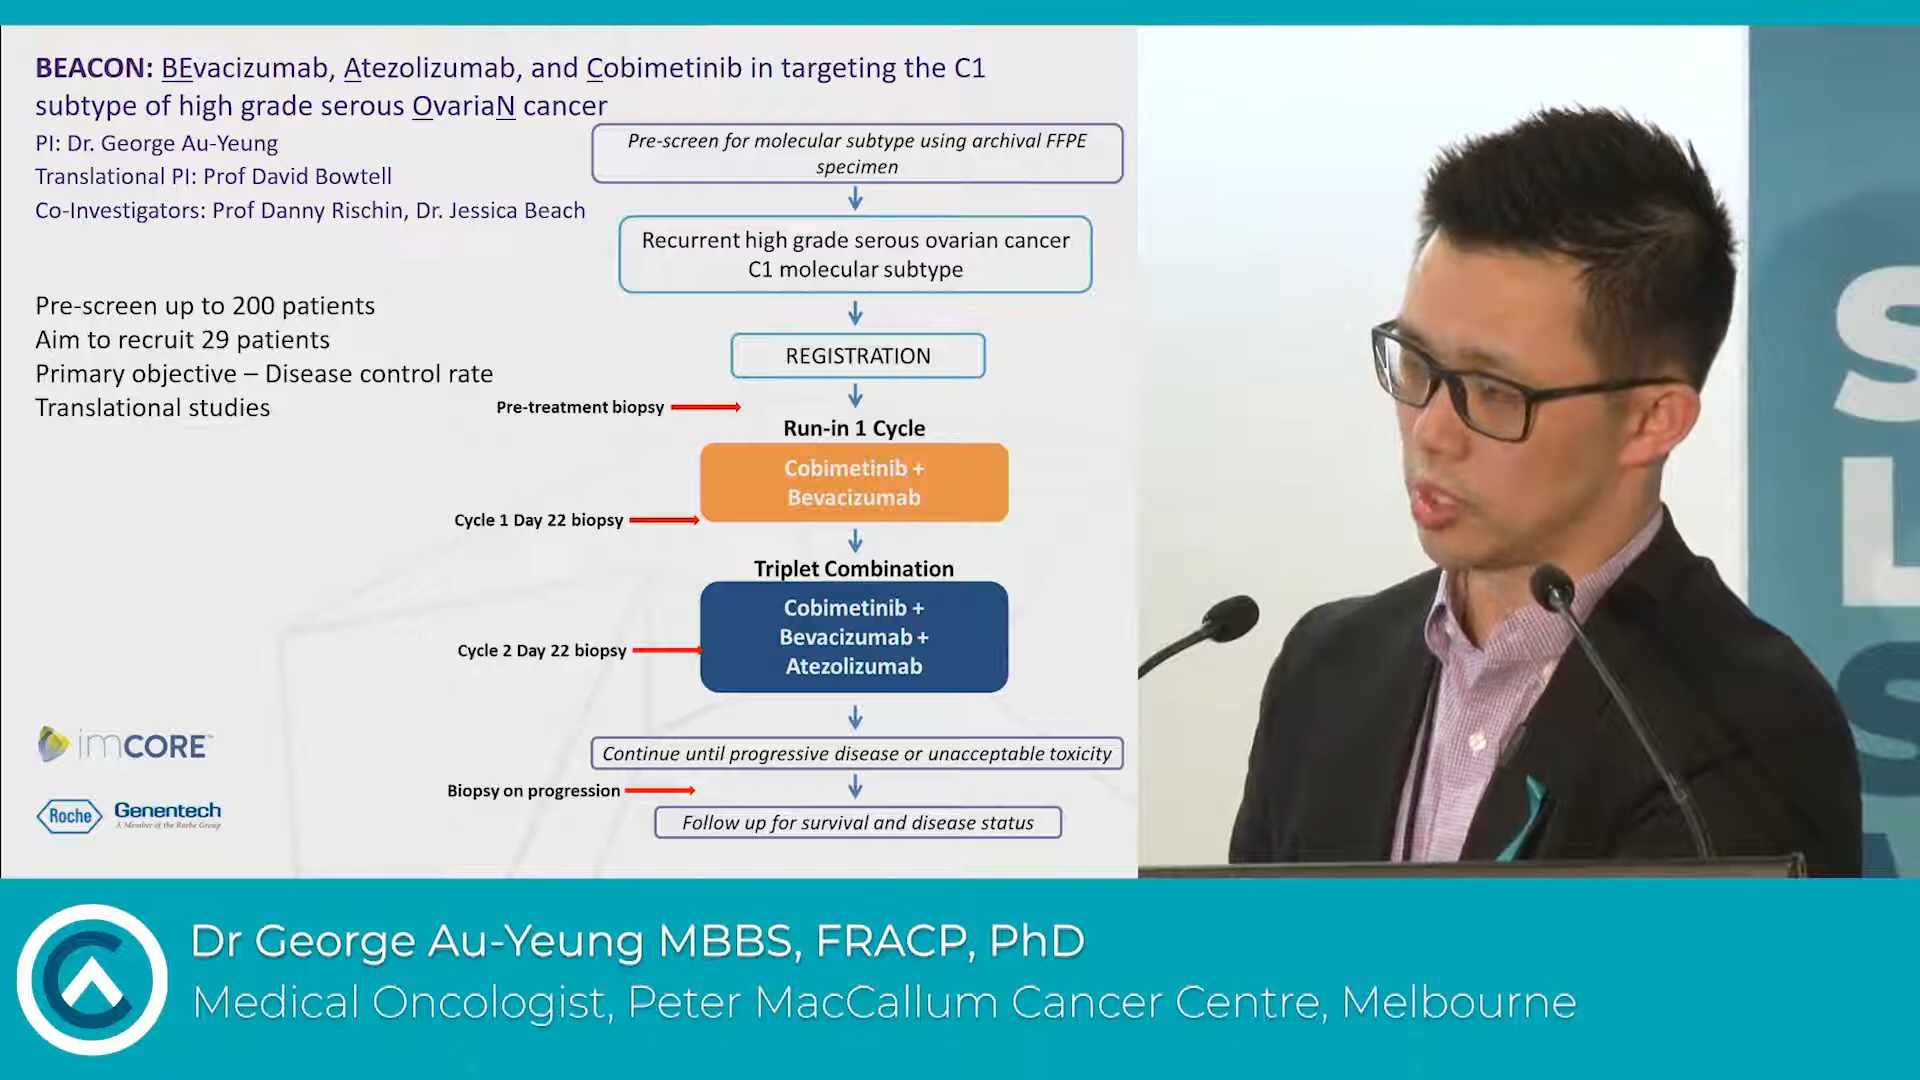 BEACON: BEvacizumab, Atezolizumab, and Cobimetinib in targeting the C1
subtype of high grade serous OvariaN cancer
PI: Dr. George Au-Yeung
Translational PI: Prof David Bowtell
Co-Investigators: Prof Danny Rischin, Dr. Jessica Beach
Pre-screen up to 200 patients
Aim to recruit 29 patients
Primary objective – Disease control rate
Translational studies
Pre-screen for molecular subtype using archival FFPE
specimen
Recurrent high grade serous ovarian cancer
C1 molecular subtype
REGISTRATION
Pre-treatment biopsy
Run-in 1 Cycle
Cobimetinib +
Bevacizumab
Cycle 1 Day 22 biopsy
Triplet Combination
Cobimetinib +
Bevacizumab +
Atezolizumab
Cycle 2 Day 22 biopsy
Continue until progressive disease or unacceptable toxicity
Biopsy on progression
Follow up for survival and disease status
imCORE™
Roche
Genentech
A Member of the Roche Group
S
L
S
Dr George Au-Yeung MBBS, FRACP, PhD
Medical Oncologist, Peter MacCallum Cancer Centre, Melbourne